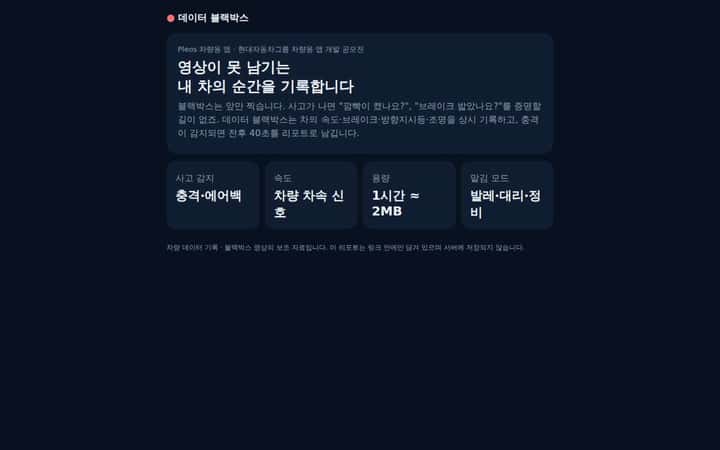 데이터 블랙박스
Pleos 차량용 앱 · 현대자동차그룹 차량용 앱 개발 공모전
영상이 못 남기는
내 차의 순간을 기록합니다
블랙박스는 앞만 찍습니다. 사고가 나면 "깜빡이 켰나요?", "브레이크 밟았나요?"를 증명할
길이 없죠. 데이터 블랙박스는 차의 속도·브레이크·방향지시등·조명을 상시 기록하고, 충격
이 감지되면 전후 40초를 리포트로 남깁니다.
사고 감지
충격·에어백
속도
차량 차속 신
호
용량
1시간 ≈
2MB
맡김 모드
발레·대리·정
비
차량 데이터 기록 · 블랙박스 영상의 보조 자료입니다. 이 리포트는 링크 안에만 담겨 있으며 서버에 저장되지 않습니다.